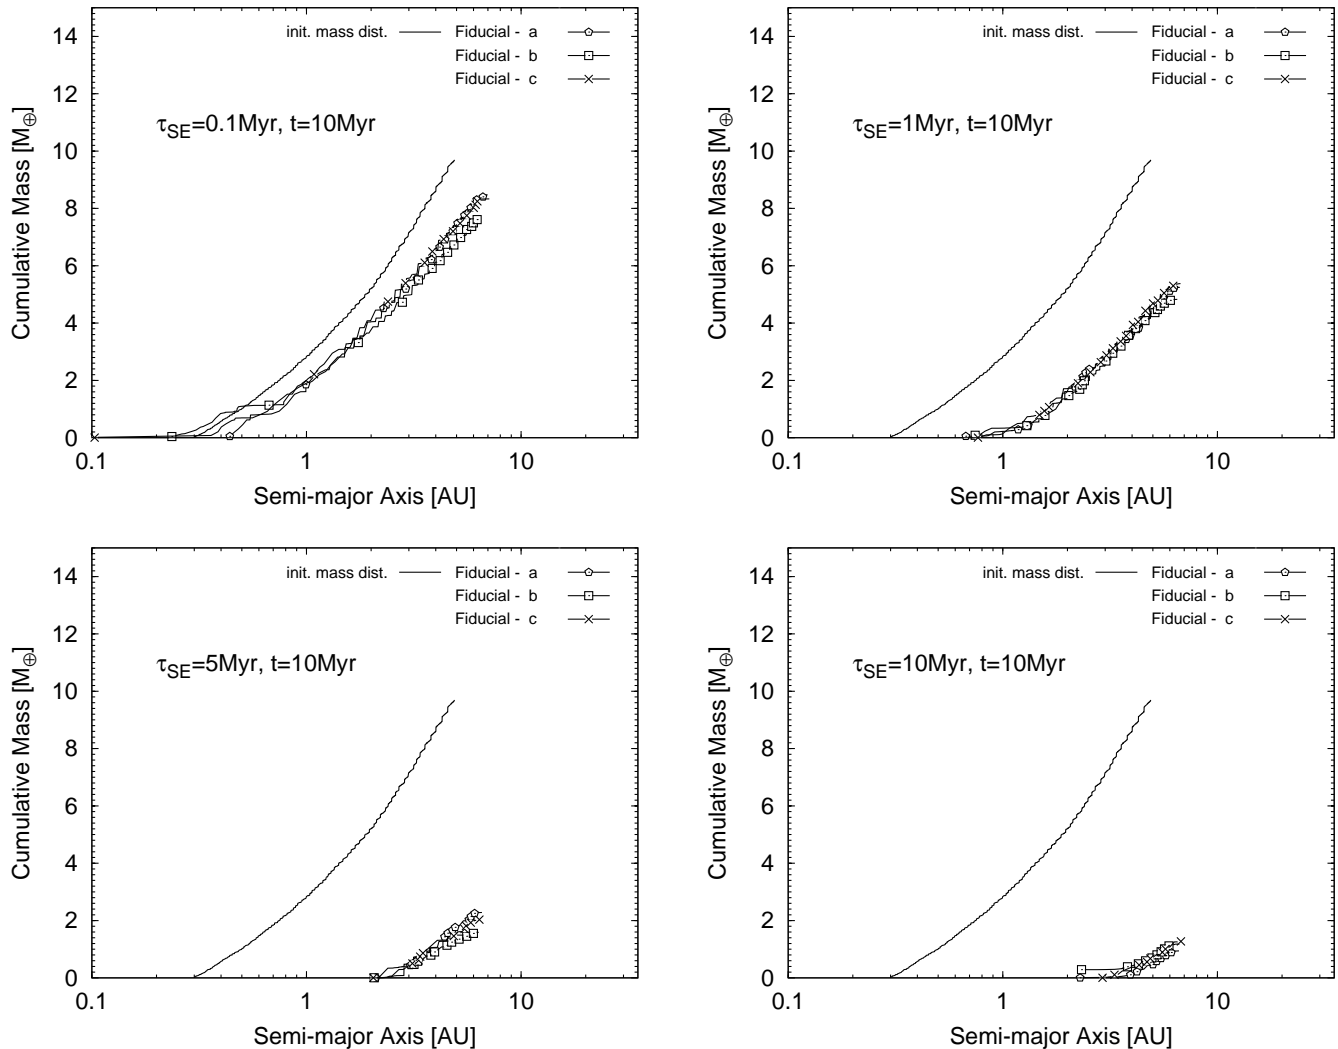 init. mass dist.
Fiducial - a
Fiducial - b
Fiducial - c
τSE=0.1Myr, t=10Myr
Cumulative Mass [M⊕]
0
2
4
6
8
10
12
14
0.1
1
10
Semi-major Axis [AU]
init. mass dist.
Fiducial - a
Fiducial - b
Fiducial - c
τSE=1Myr, t=10Myr
Cumulative Mass [M⊕]
0
2
4
6
8
10
12
14
0.1
1
10
Semi-major Axis [AU]
init. mass dist.
Fiducial - a
Fiducial - b
Fiducial - c
τSE=5Myr, t=10Myr
Cumulative Mass [M⊕]
0
2
4
6
8
10
12
14
0.1
1
10
Semi-major Axis [AU]
init. mass dist.
Fiducial - a
Fiducial - b
Fiducial - c
τSE=10Myr, t=10Myr
Cumulative Mass [M⊕]
0
2
4
6
8
10
12
14
0.1
1
10
Semi-major Axis [AU]